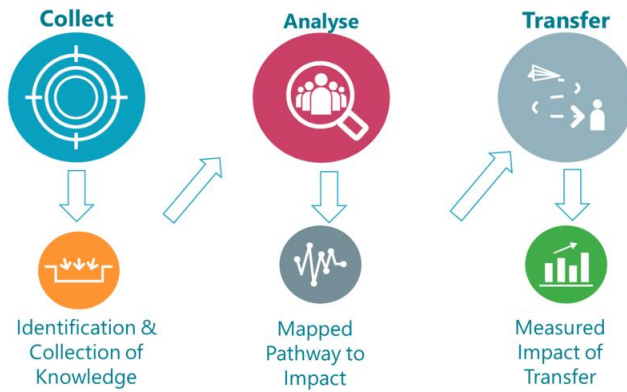 Collect
Analyse
Transfer
Identification &
Collection of
Knowledge
Mapped
Pathway to
Impact
Measured
Impact of
Transfer